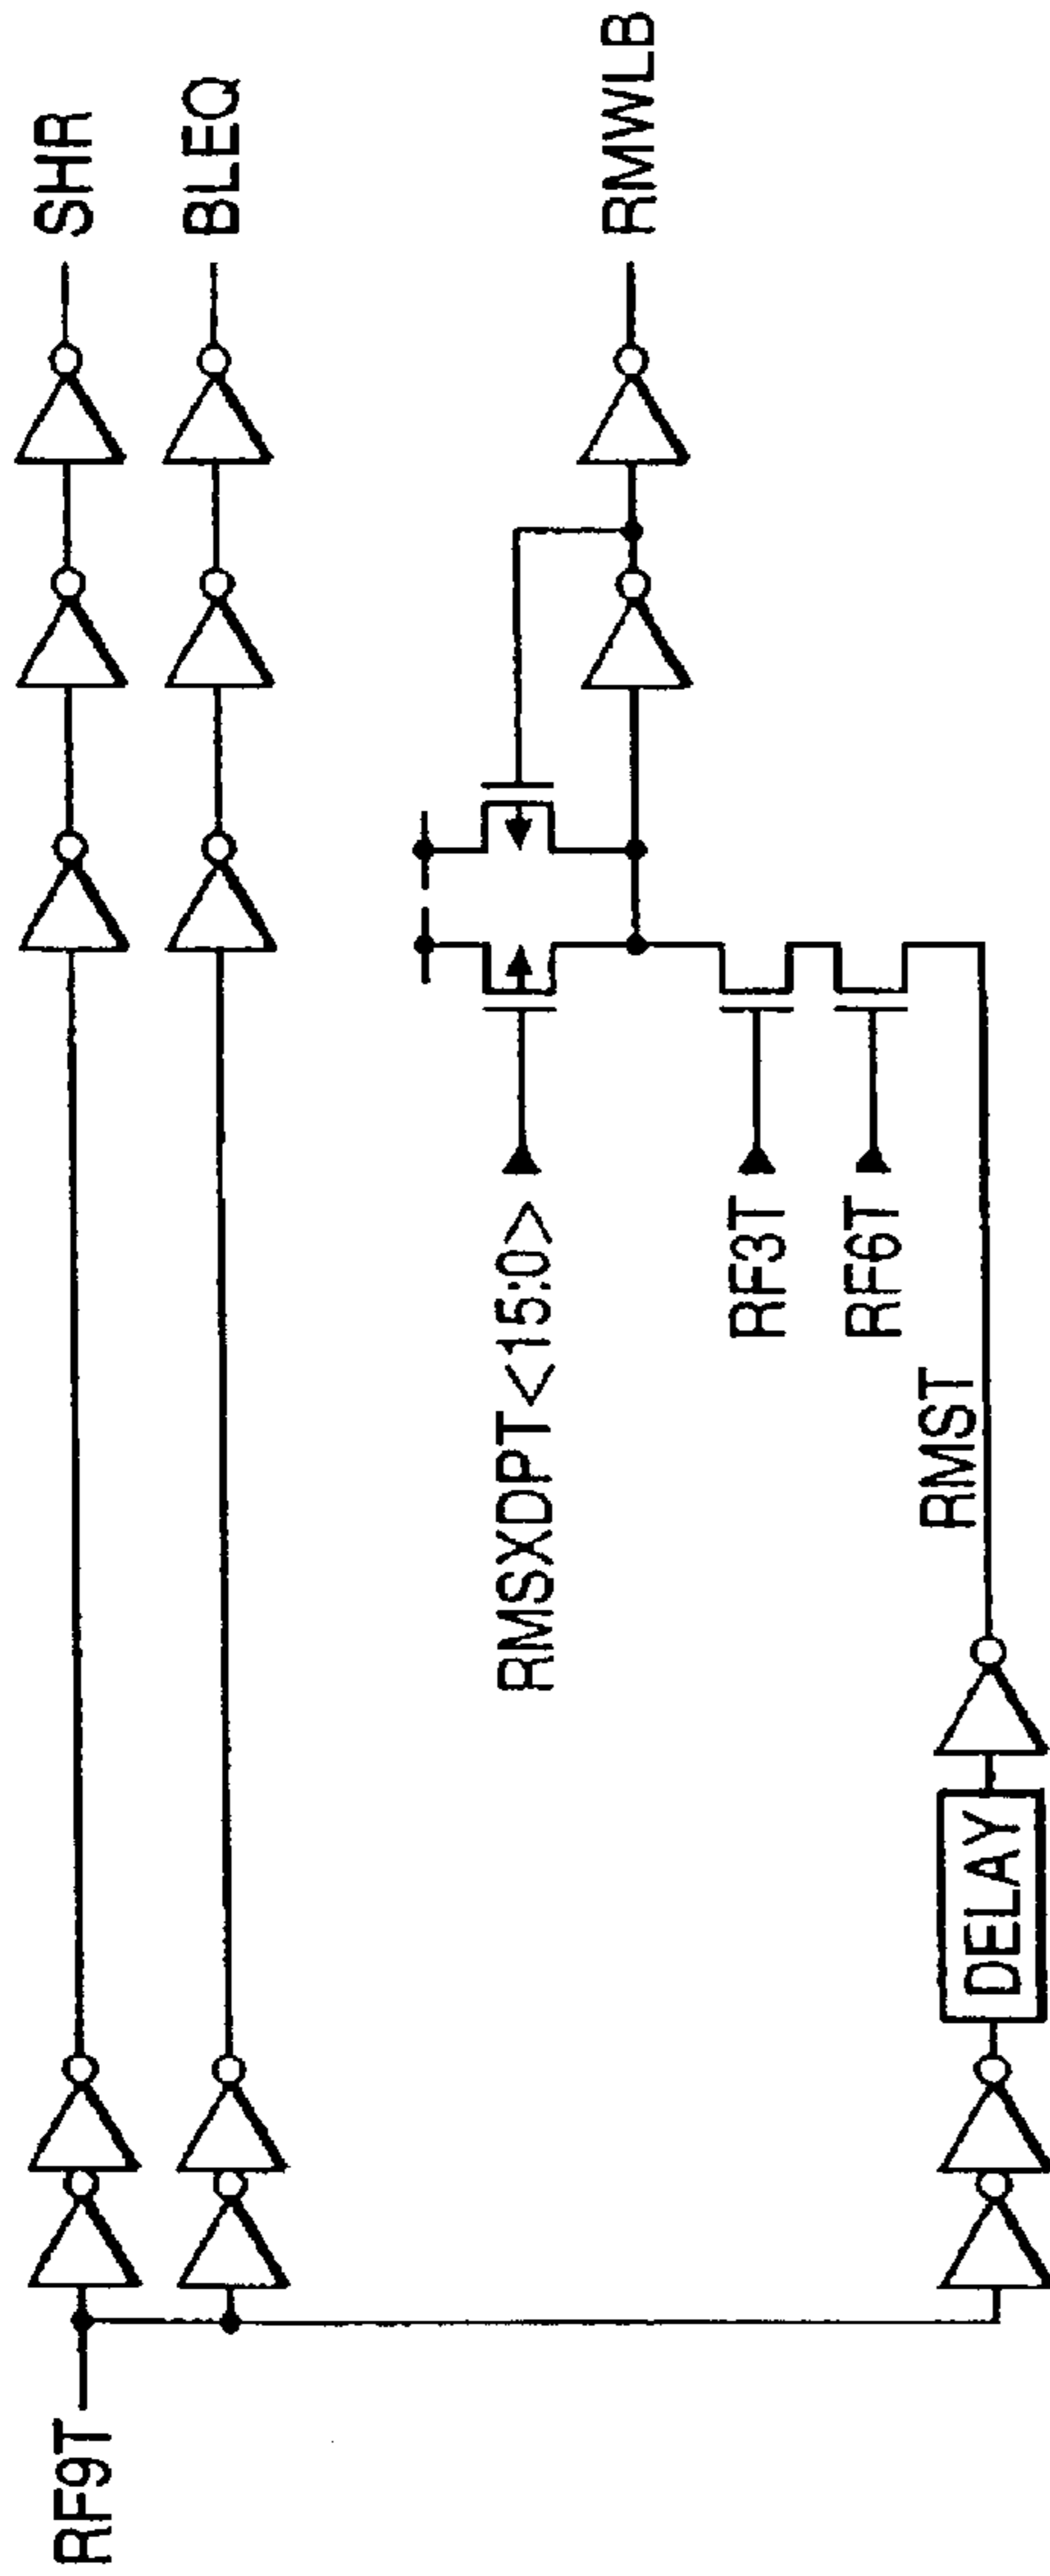 RF9T
SHR
BLEQ
RMSXDPT<15:0>
RMWLB
RF3T
RF6T
RMST
DELAY